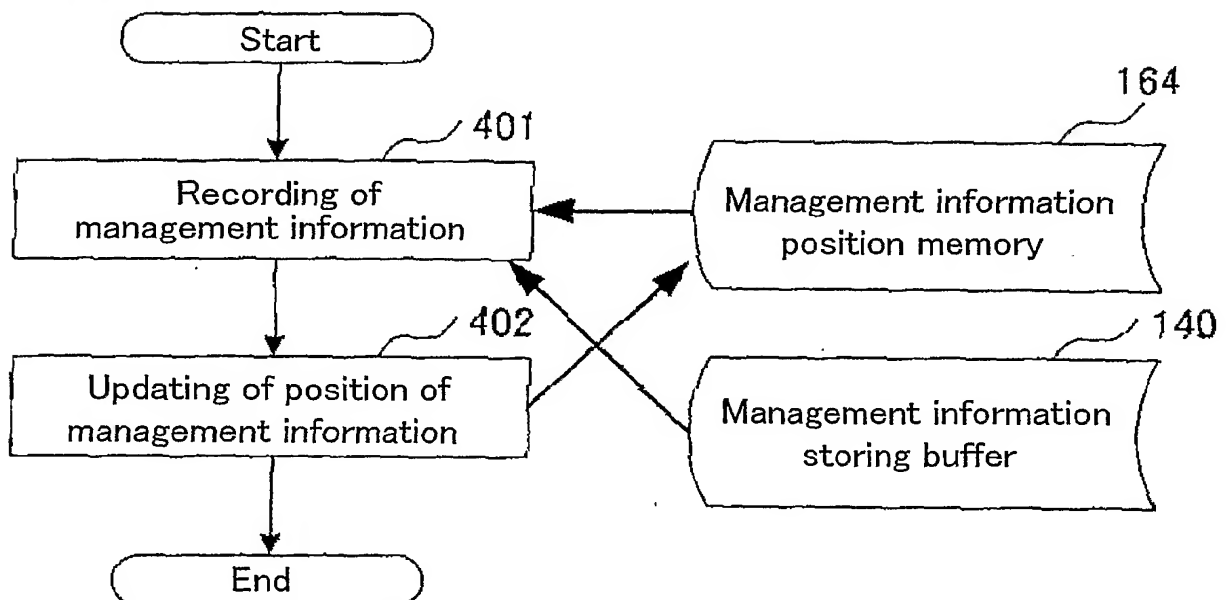 Start
401
Recording of
management information
164
Management information
position memory
402
Updating of position of
management information
140
Management information
storing buffer
End